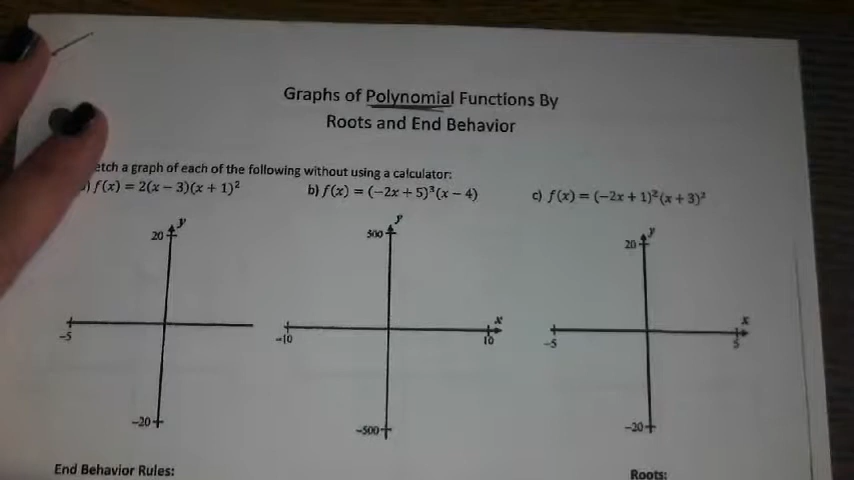 Graphs of Polynomial Functions By
Roots and End Behavior
etch a graph of each of the following without using a calculator:
f(x) = 2(x − 3)(x + 1)² b) f(x) = (−2x + 5)³(x − 4) c) f(x) = (−2x + 1)²(x + 3)²
20 y 500 y 20 y
−5 −10 x 10 −5 x 5
−20 −500 −20
End Behavior Rules: Roots: